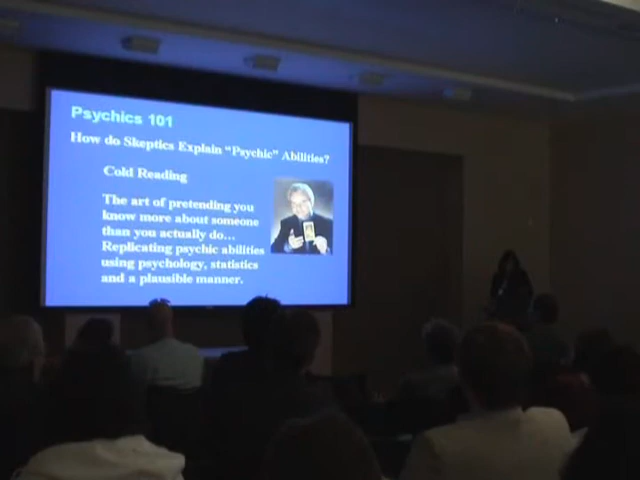 Psychics 101
How do Skeptics Explain "Psychic" Abilities?
Cold Reading
The art of pretending you
know more about someone
than you actually do...
Replicating psychic abilities
using psychology, statistics
and a plausible manner.